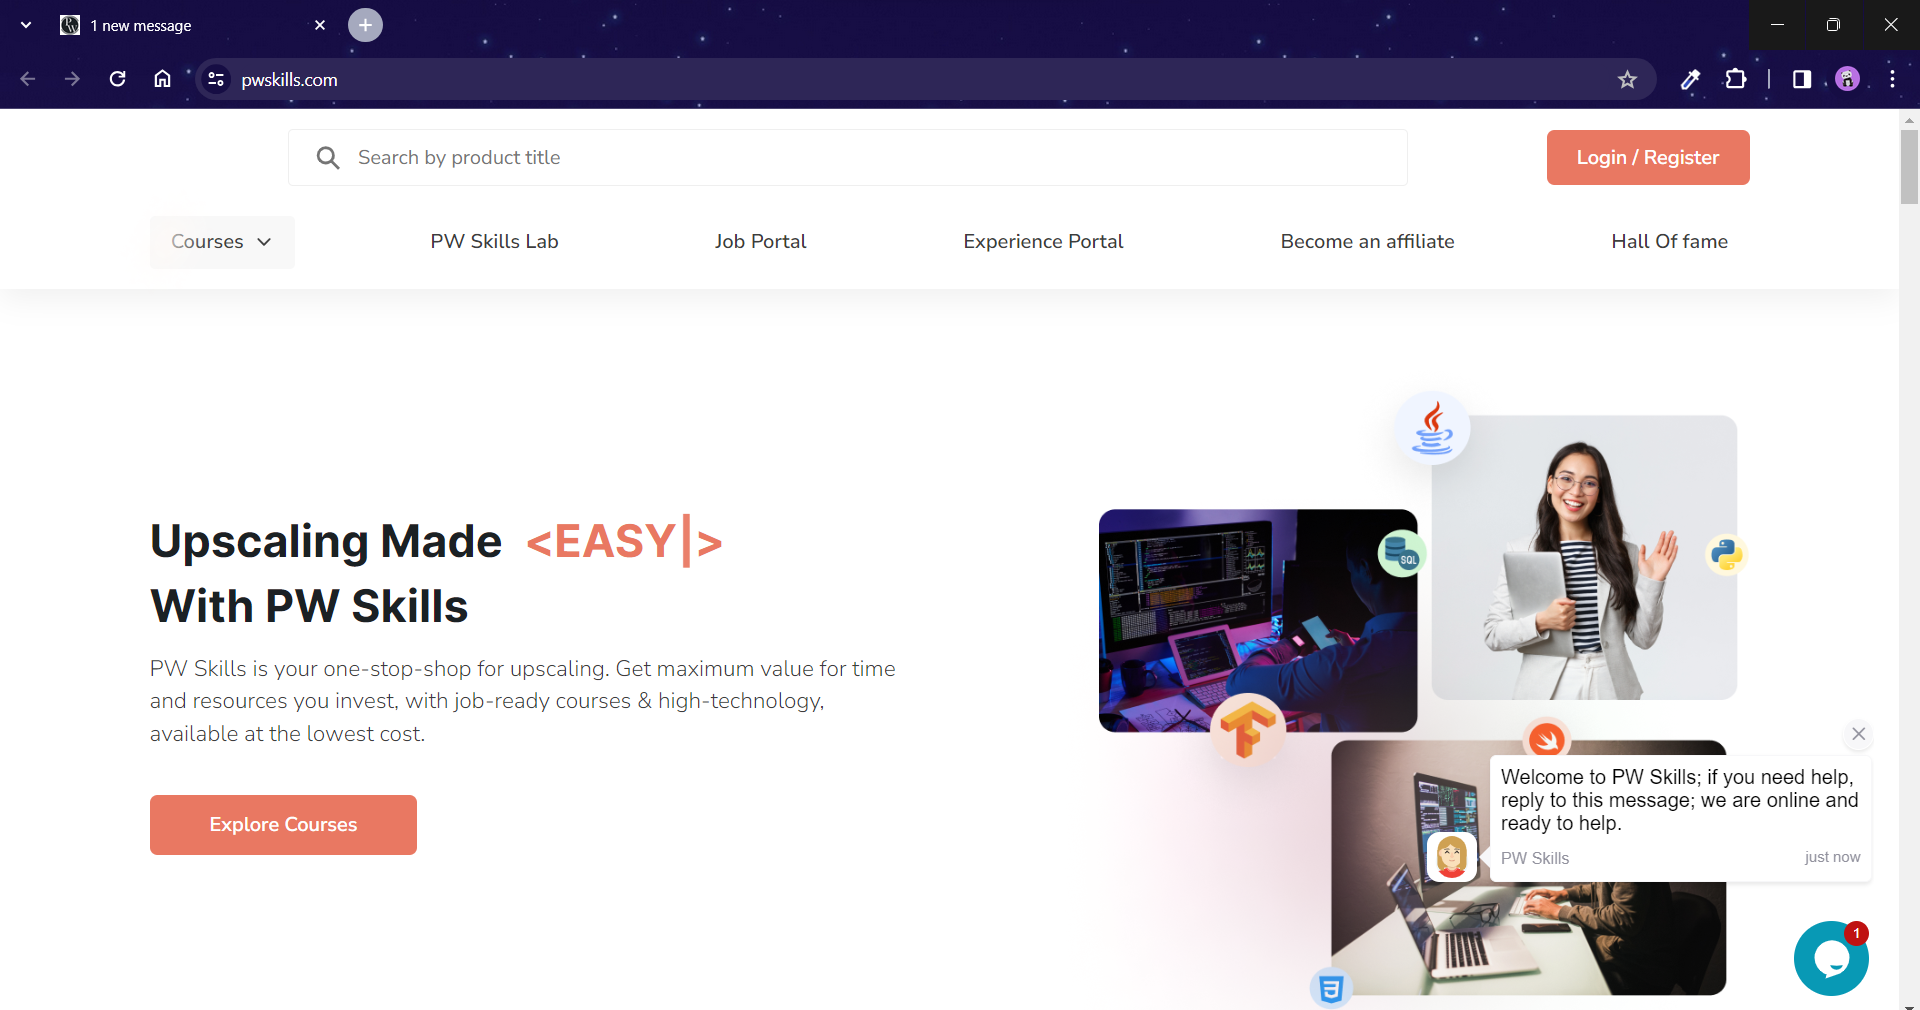 1 new message
pwskills.com
Search by product title
Login / Register
Courses
PW Skills Lab
Job Portal
Experience Portal
Become an affiliate
Hall Of fame
Upscaling Made <EASY|>
With PW Skills
PW Skills is your one-stop-shop for upscaling. Get maximum value for time
and resources you invest, with job-ready courses & high-technology,
available at the lowest cost.
Explore Courses
SQL
Welcome to PW Skills; if you need help,
reply to this message; we are online and
ready to help.
PW Skills
just now
1